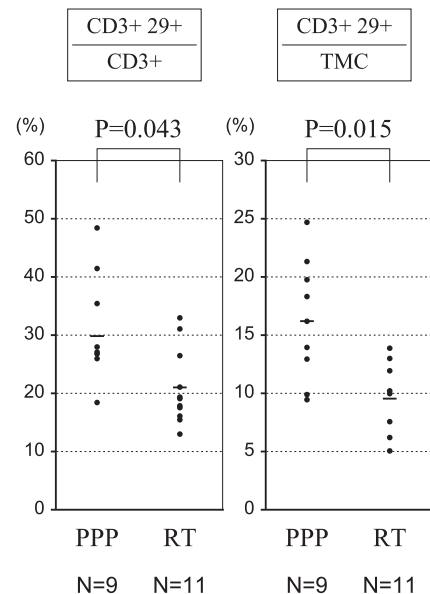 CD3+ 29+
CD3+
CD3+ 29+
TMC
(%)
P=0.043
(%)
P=0.015
60
50
40
30
20
10
0
30
25
20
15
10
5
0
PPP
RT
PPP
RT
N=9
N=11
N=9
N=11